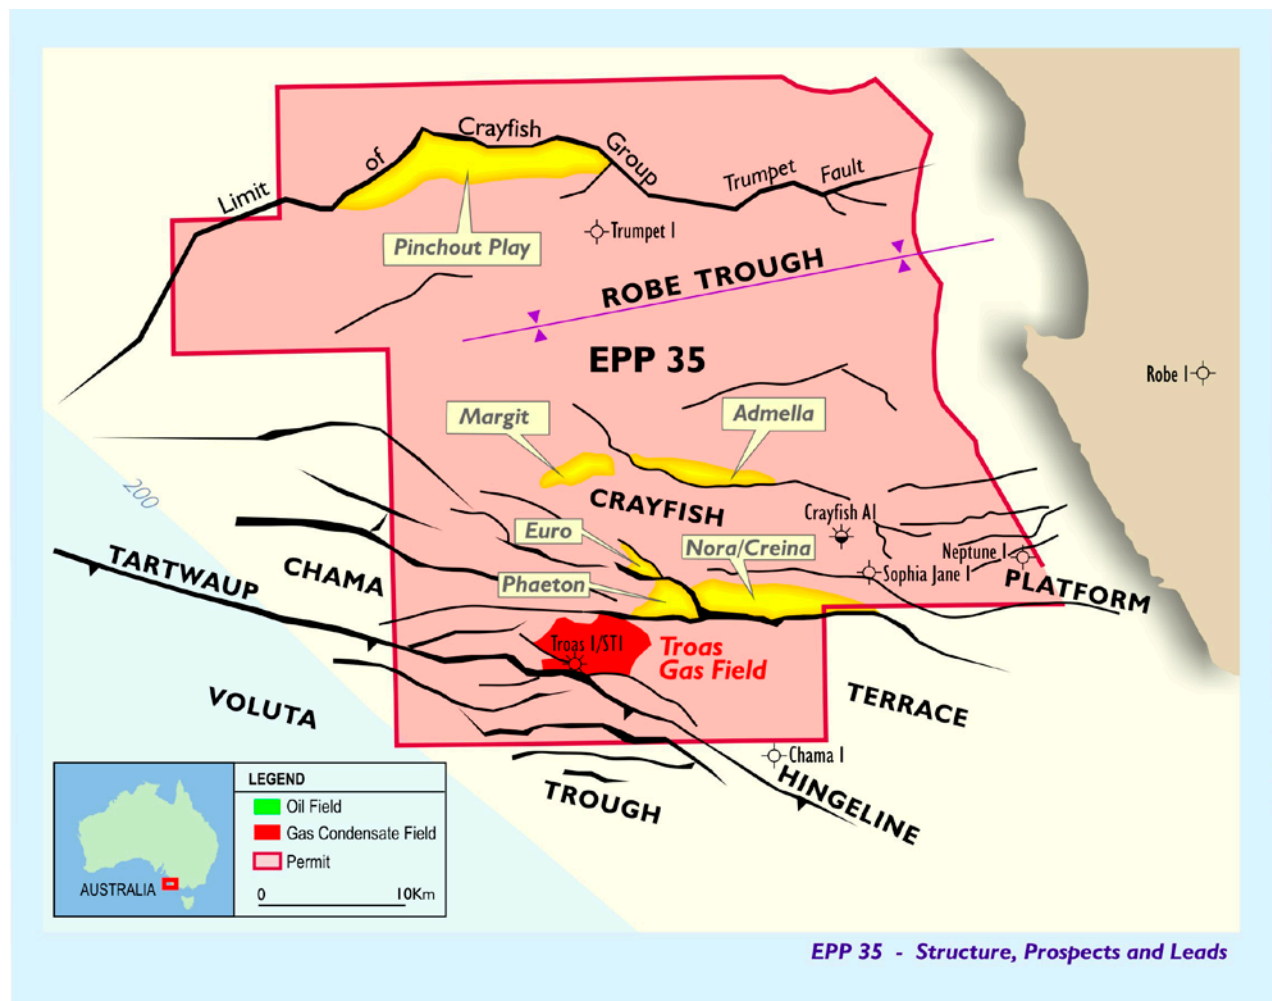 Limit of Crayfish Group
Trumpet Fault
Trumpet 1
Pinchout Play
ROBE TROUGH
EPP 35
Robe 1
Margit
Admella
200
CRAYFISH
Crayfish A1
Euro
Nora/Creina
Neptune 1
TARTWAUP
CHAMA
Phaeton
Sophia Jane 1
PLATFORM
Troas 1/ST1
Troas
Gas Field
VOLUTA
TERRACE
Chama 1
TROUGH
HINGELINE
LEGEND
Oil Field
Gas Condensate Field
Permit
AUSTRALIA
0 10Km
EPP 35 - Structure, Prospects and Leads